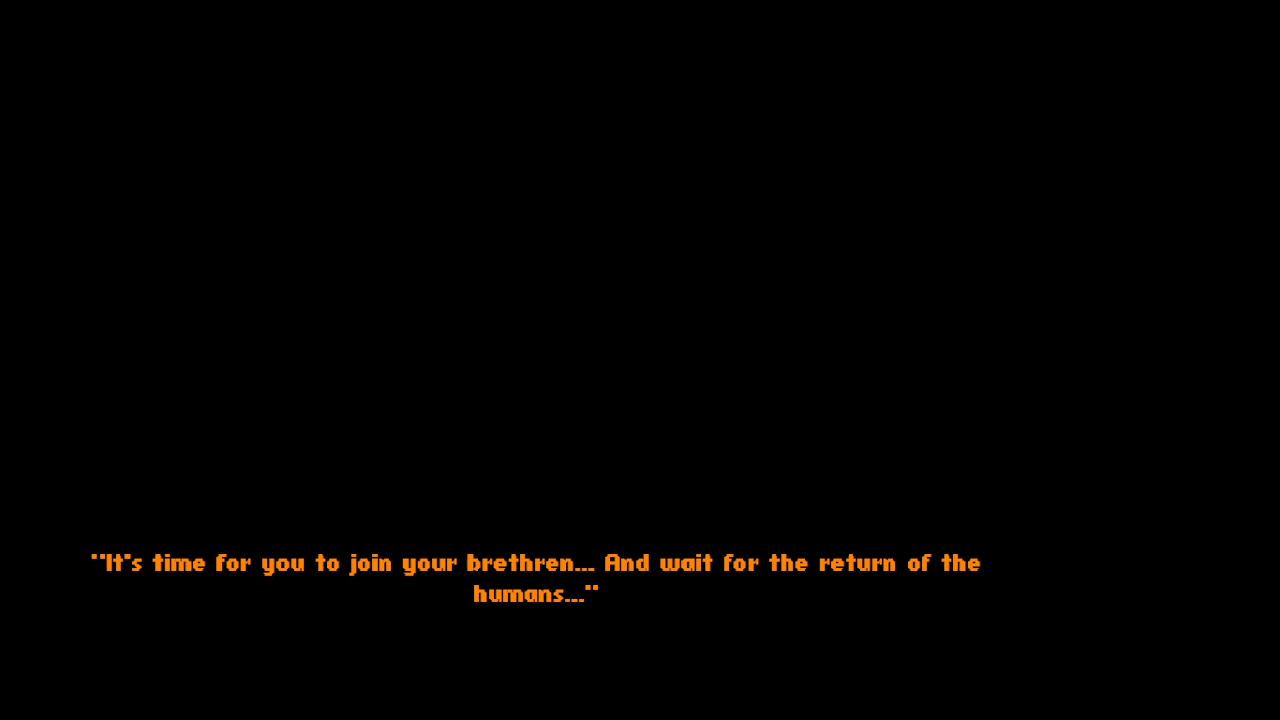 "It's time for you to join your brethren... And wait for the return of the
humans..."